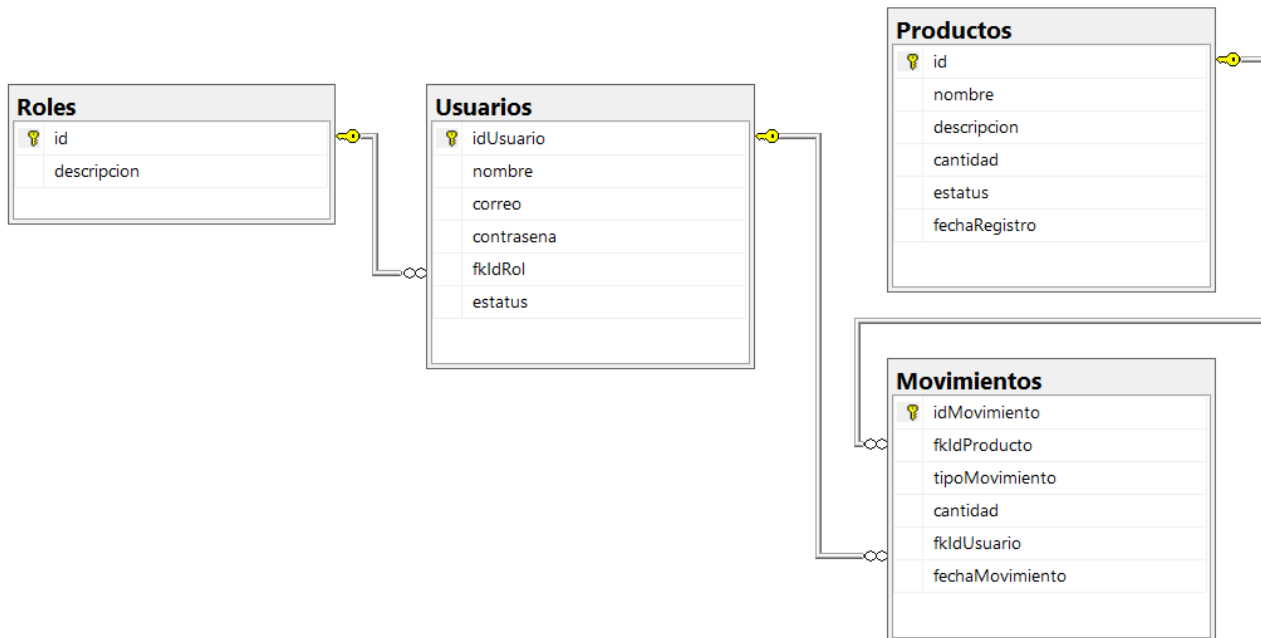 Roles
id
descripcion
Usuarios
idUsuario
nombre
correo
contrasena
fkIdRol
estatus
Productos
id
nombre
descripcion
cantidad
estatus
fechaRegistro
Movimientos
idMovimiento
fkIdProducto
tipoMovimiento
cantidad
fkIdUsuario
fechaMovimiento